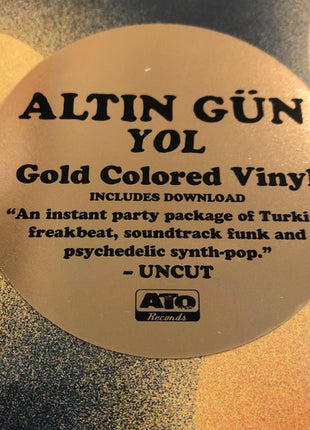 ALTIN GÜN
YOL
Gold Colored Vinyl
INCLUDES DOWNLOAD
“An instant party package of Turki
freakbeat, soundtrack funk and
psychedelic synth-pop.”
– UNCUT
ATO
Records